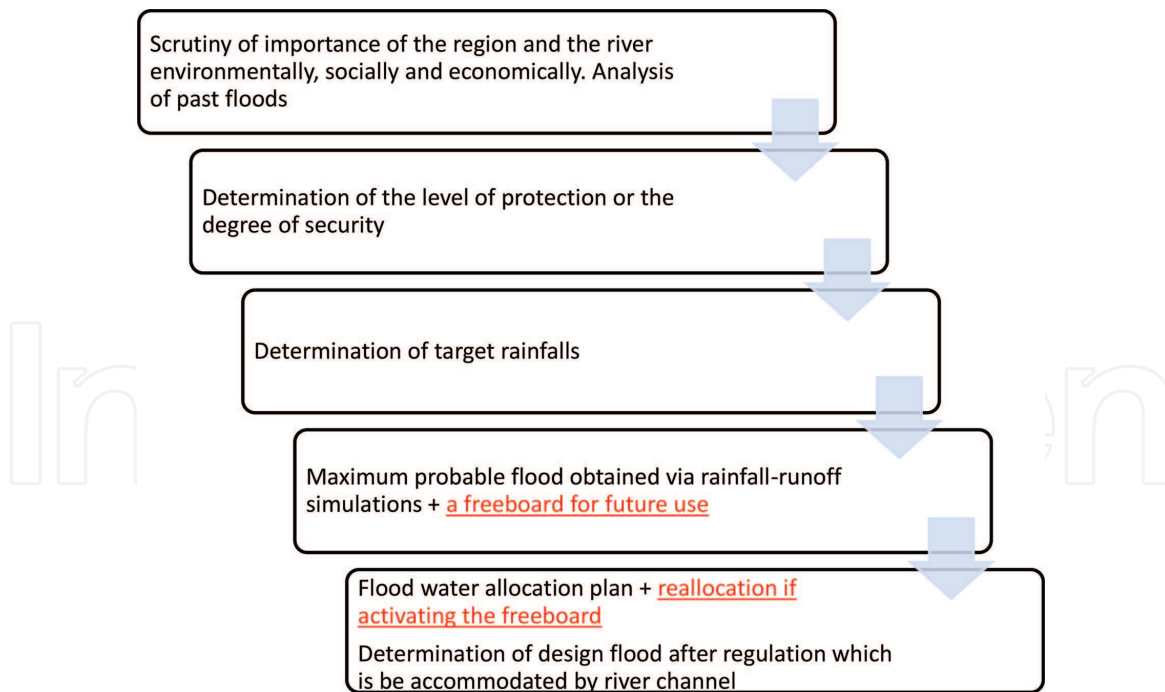 Scrutiny of importance of the region and the river
environmentally, socially and economically. Analysis
of past floods
Determination of the level of protection or the
degree of security
Determination of target rainfalls
Maximum probable flood obtained via rainfall-runoff
simulations + a freeboard for future use
Flood water allocation plan + reallocation if
activating the freeboard
Determination of design flood after regulation which
is be accommodated by river channel